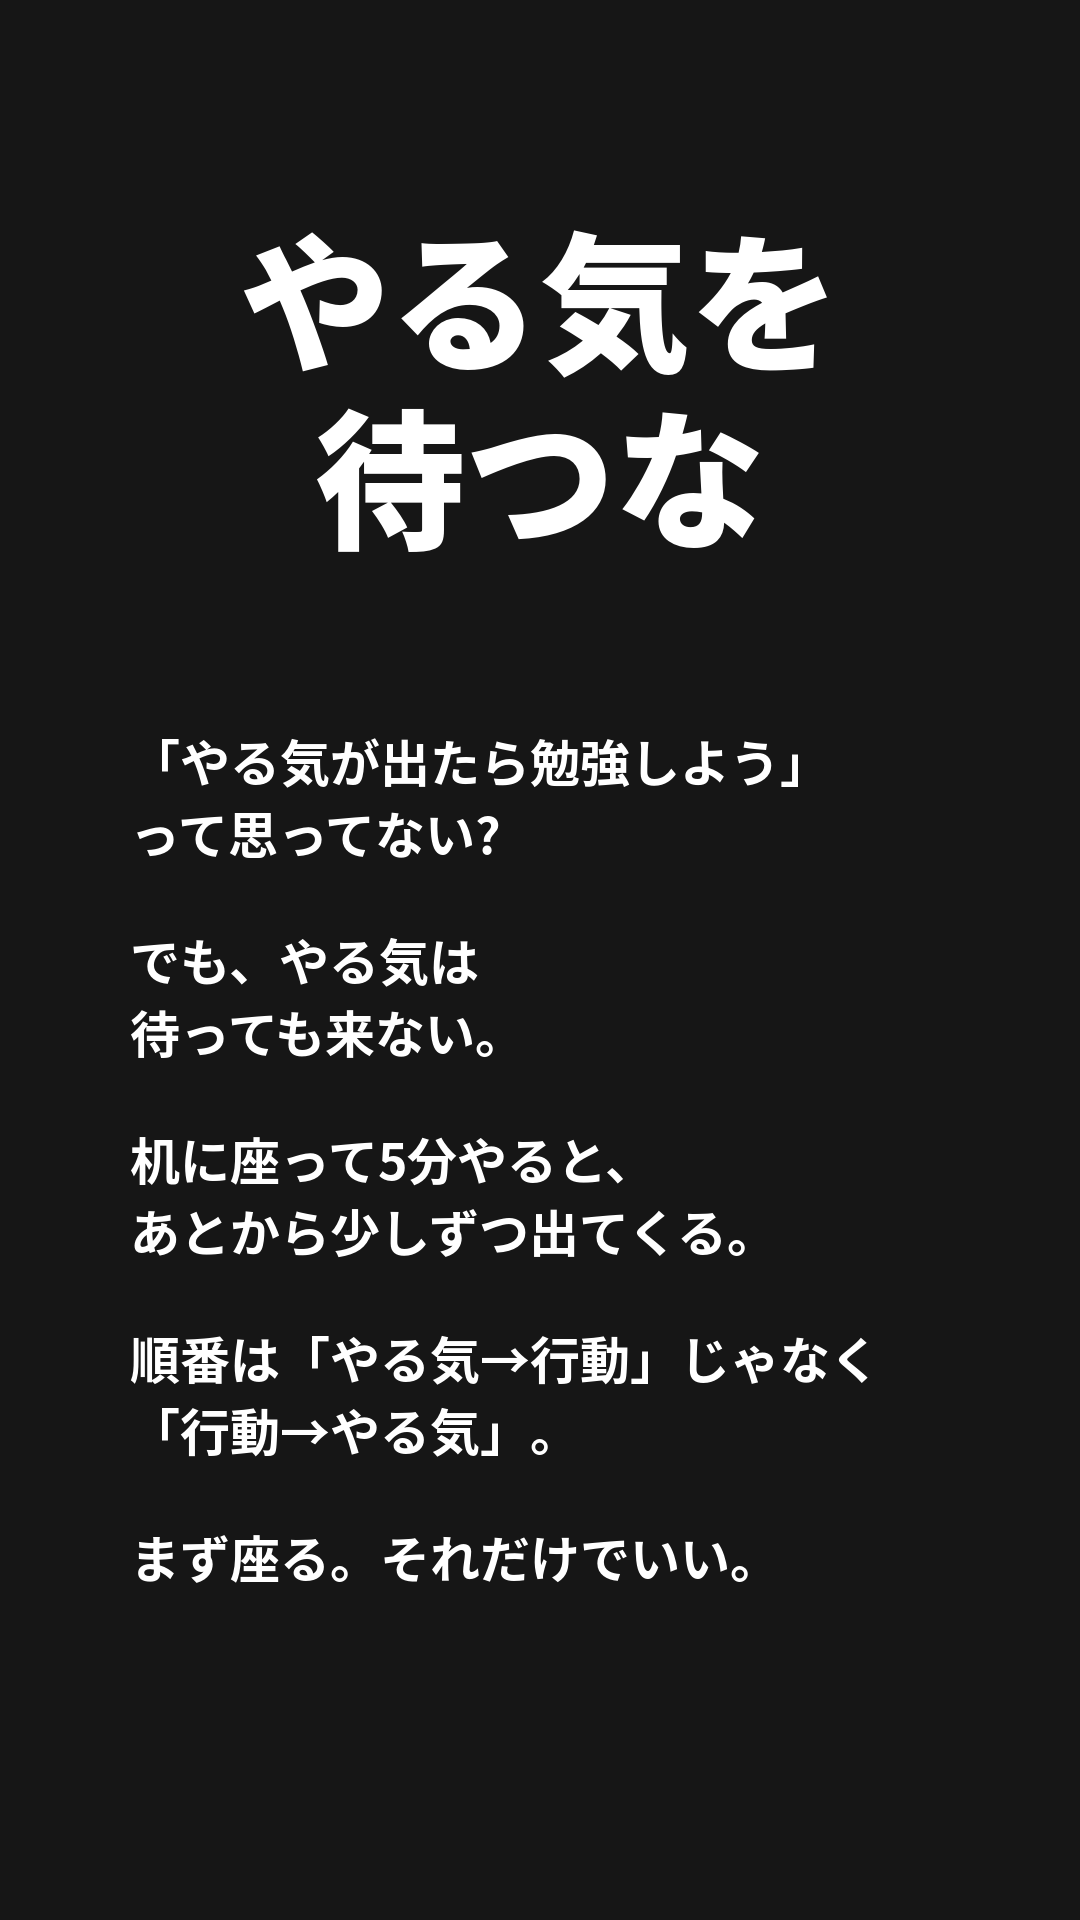 やる気を
待つな
「やる気が出たら勉強しよう」
って思ってない?
でも、やる気は
待っても来ない。
机に座って5分やると、
あとから少しずつ出てくる。
順番は「やる気→行動」じゃなく
「行動→やる気」。
まず座る。それだけでいい。